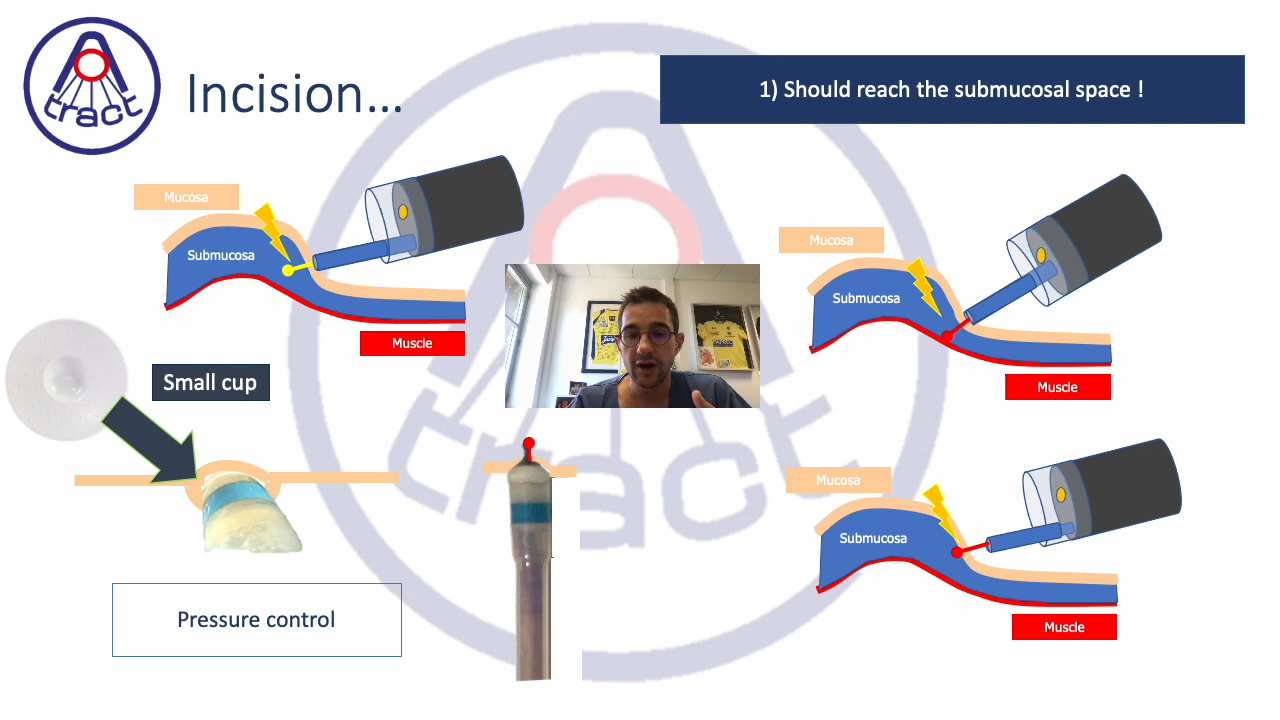 A
tract
Incision...
1) Should reach the submucosal space !
Mucosa
Submucosa
Muscle
Mucosa
Submucosa
Muscle
Small cup
Pressure control
Mucosa
Submucosa
Muscle
A
tract